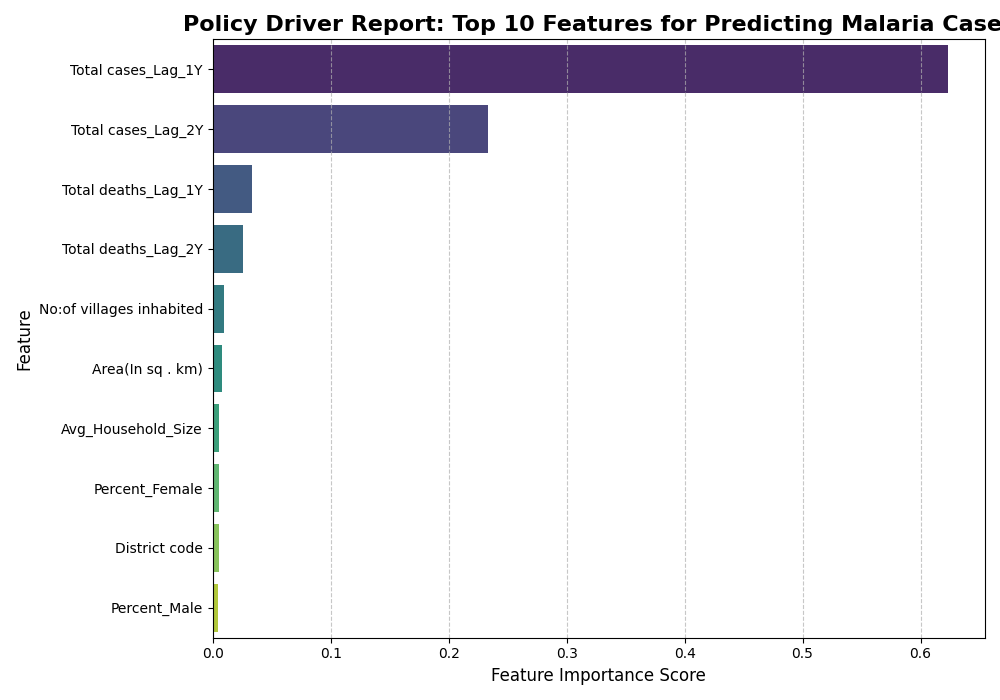 Policy Driver Report: Top 10 Features for Predicting Malaria Case
Total cases_Lag_1Y
Total cases_Lag_2Y
Total deaths_Lag_1Y
Total deaths_Lag_2Y
No:of villages inhabited
Area(In sq . km)
Avg_Household_Size
Percent_Female
District code
Percent_Male
Feature
0.0 0.1 0.2 0.3 0.4 0.5 0.6
Feature Importance Score